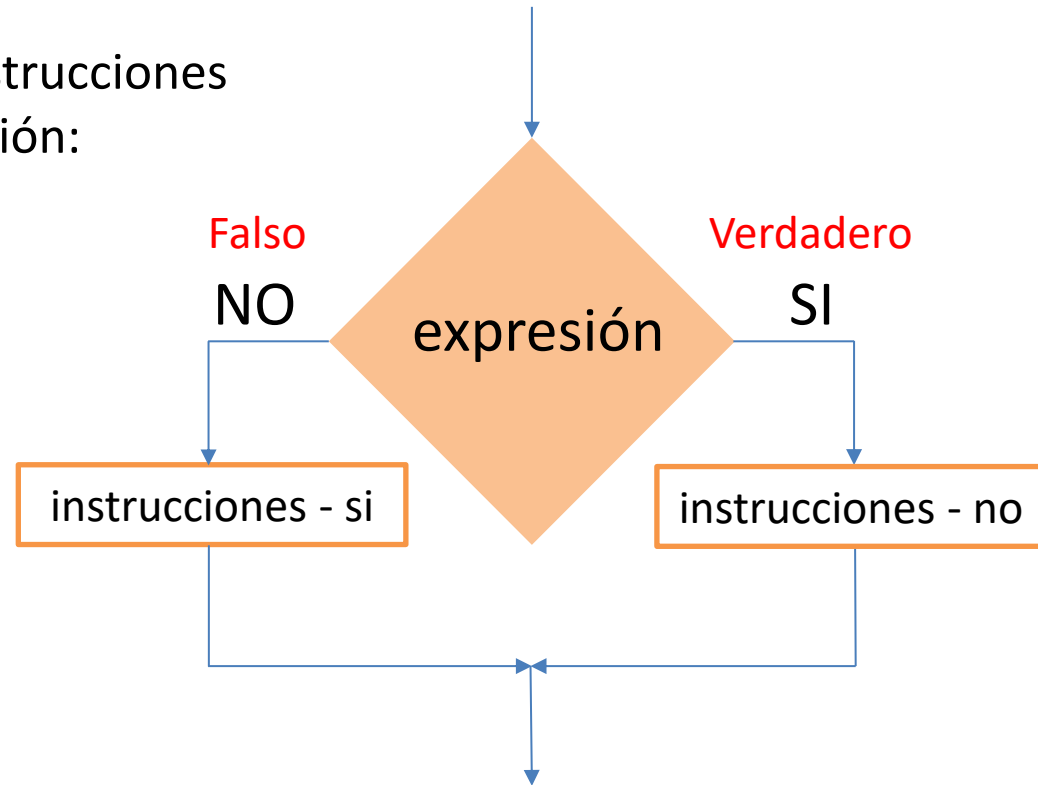 trucciones
ión:
Falso
Verdadero
NO
SI
expresión
instrucciones - si
instrucciones - no